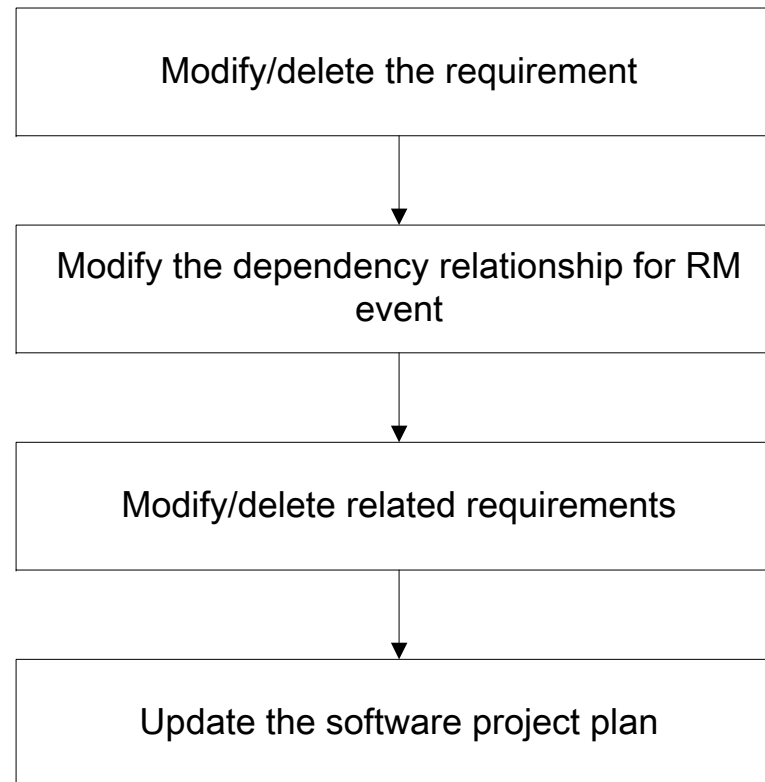 Modify/delete the requirement
Modify the dependency relationship for RM
event
Modify/delete related requirements
Update the software project plan